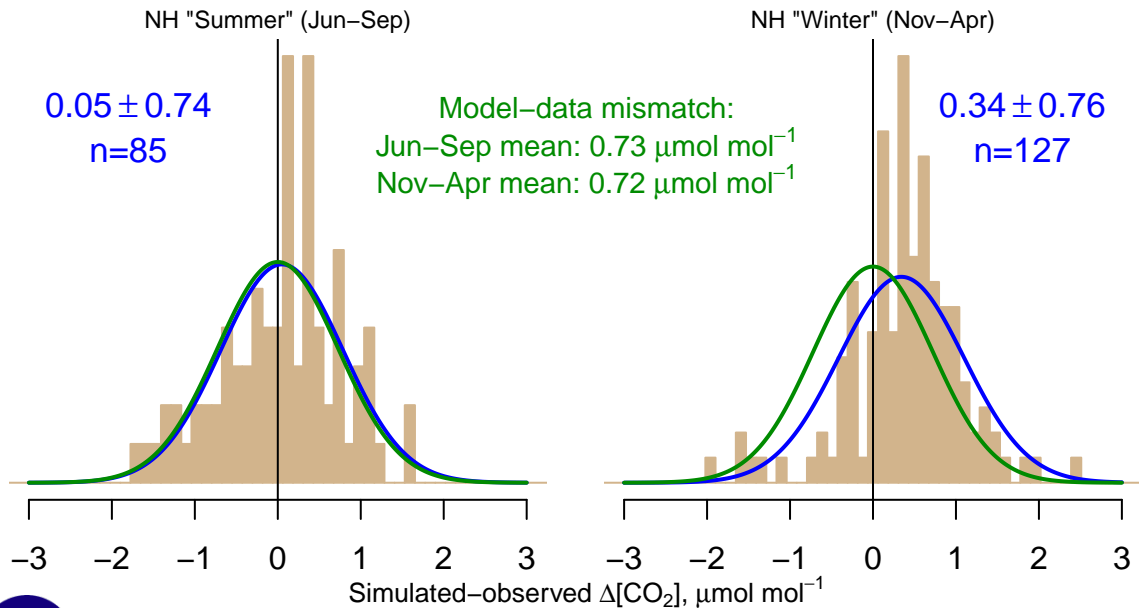 NH "Summer" (Jun−Sep)
NH "Winter" (Nov−Apr)
0.05 ± 0.74
n=85
Model−data mismatch:
Jun−Sep mean: 0.73 μmol mol⁻¹
Nov−Apr mean: 0.72 μmol mol⁻¹
0.34 ± 0.76
n=127
−3 −2 −1 0 1 2 3
−3 −2 −1 0 1 2 3
Simulated−observed Δ[CO₂], μmol mol⁻¹